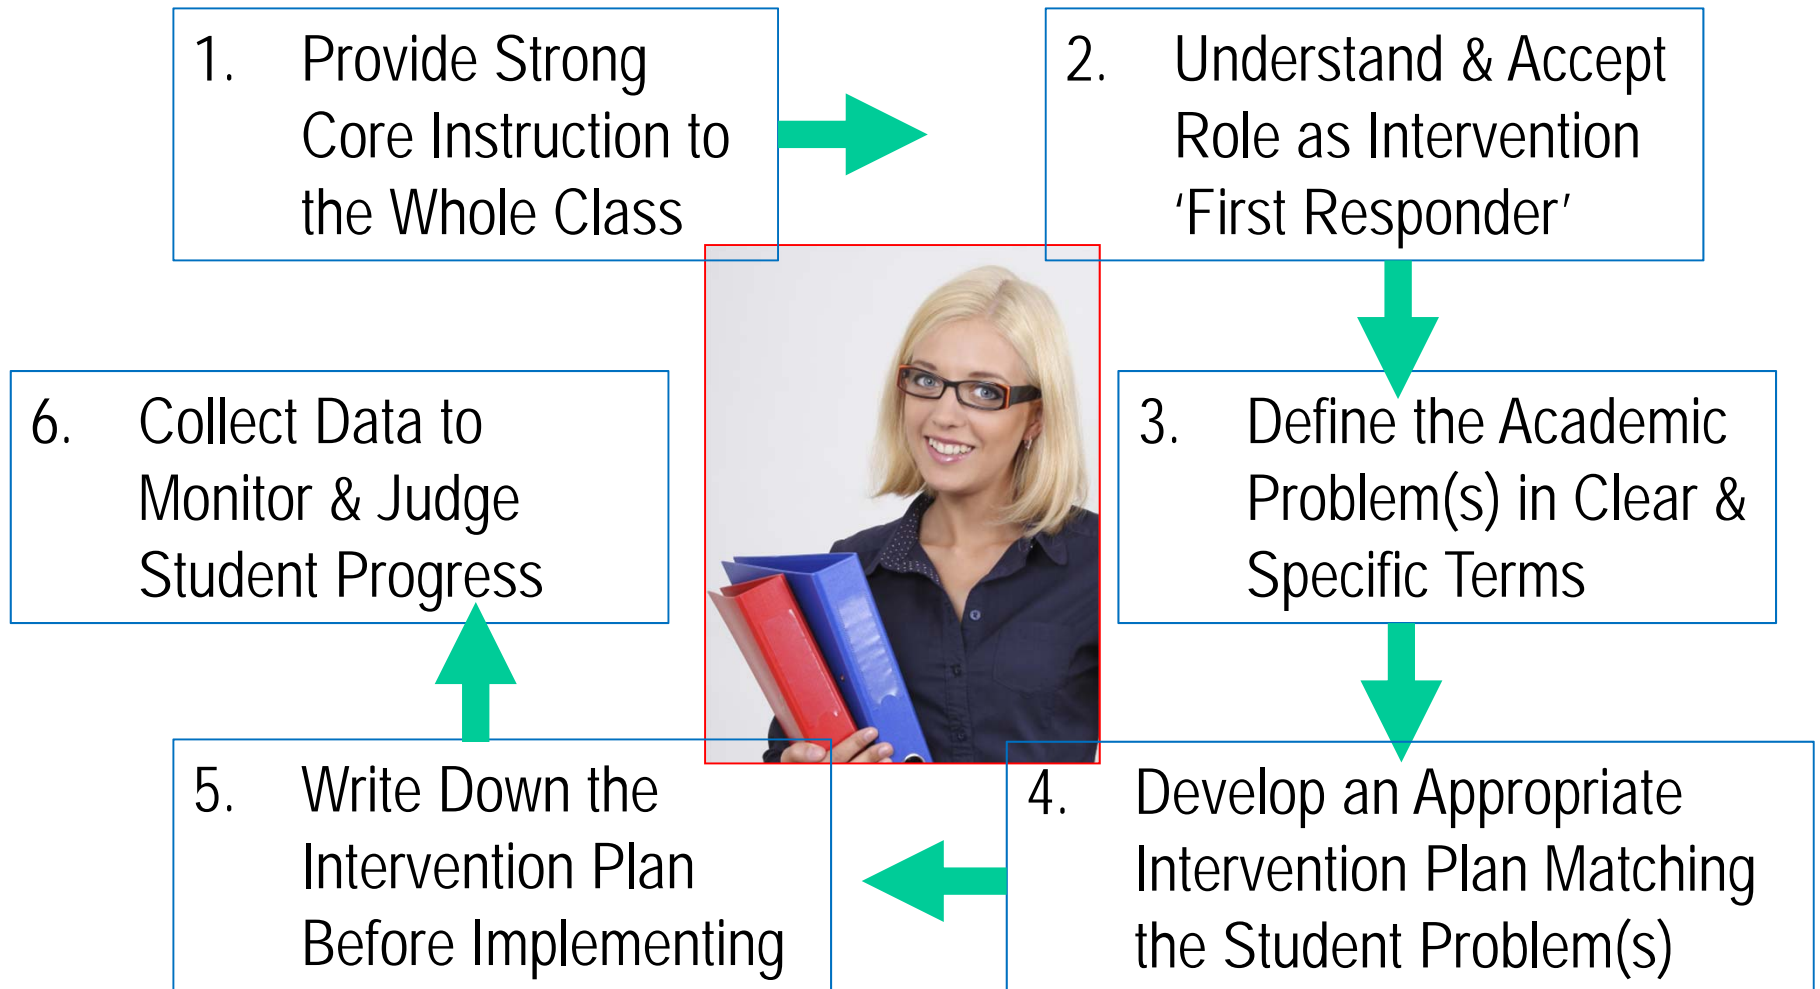 1. Provide Strong
Core Instruction to
the Whole Class
2. Understand & Accept
Role as Intervention
‘First Responder’
3. Define the Academic
Problem(s) in Clear &
Specific Terms
4. Develop an Appropriate
Intervention Plan Matching
the Student Problem(s)
5. Write Down the
Intervention Plan
Before Implementing
6. Collect Data to
Monitor & Judge
Student Progress